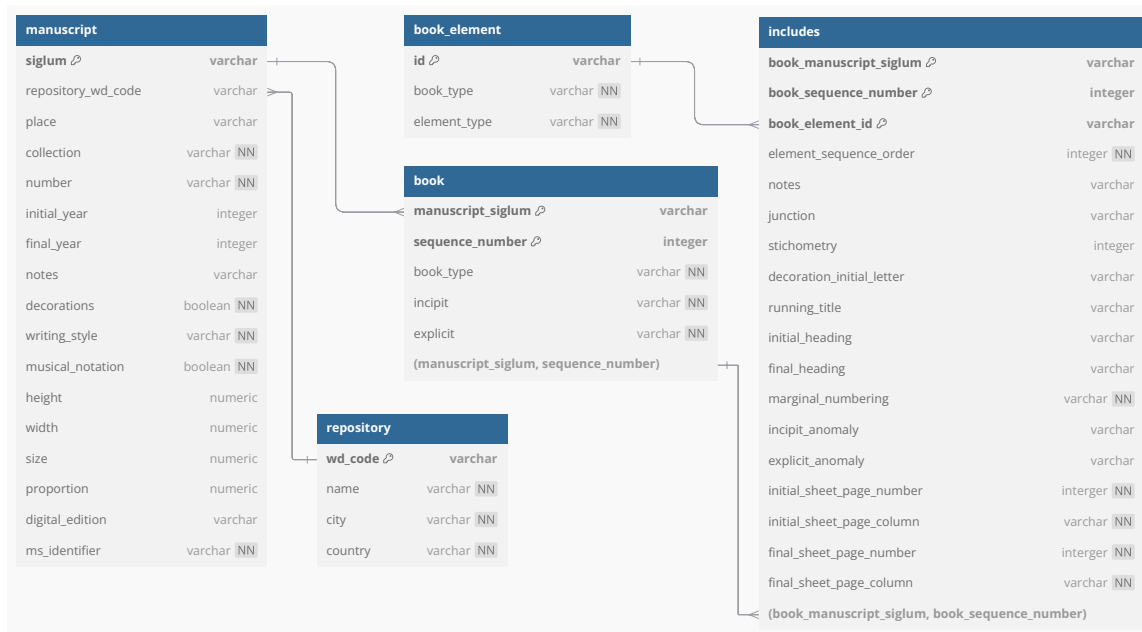 manuscript
siglum varchar
repository_wd_code varchar
place varchar
collection varchar NN
number varchar NN
initial_year integer
final_year integer
notes varchar
decorations boolean NN
writing_style varchar NN
musical_notation boolean NN
height numeric
width numeric
size numeric
proportion numeric
digital_edition varchar
ms_identifier varchar NN
book_element
id varchar
book_type varchar NN
element_type varchar NN
book
manuscript_siglum varchar
sequence_number integer
book_type varchar NN
incipit varchar NN
explicit varchar NN
(manuscript_siglum, sequence_number)
repository
wd_code varchar
name varchar NN
city varchar NN
country varchar NN
includes
book_manuscript_siglum varchar
book_sequence_number integer
book_element_id varchar
element_sequence_order integer NN
notes varchar
junction varchar
stichometry integer
decoration_initial_letter varchar
running_title varchar
initial_heading varchar
final_heading varchar
marginal_numbering varchar NN
incipit_anomaly varchar
explicit_anomaly varchar
initial_sheet_page_number interger NN
initial_sheet_page_column varchar NN
final_sheet_page_number interger NN
final_sheet_page_column varchar NN
(book_manuscript_siglum, book_sequence_number)